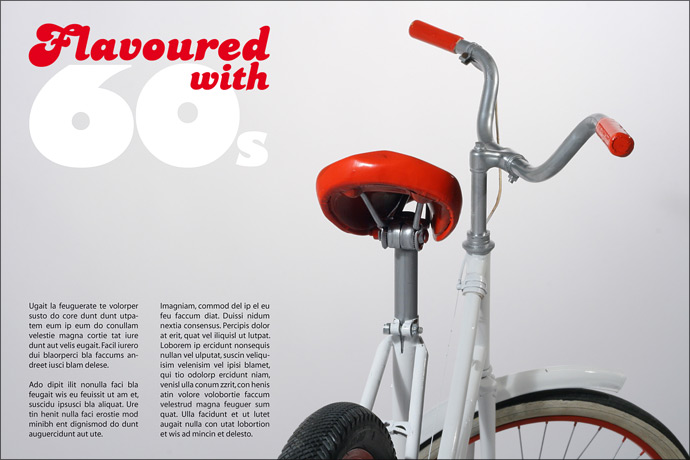 Flavoured
with
60s
Ugait la feuguerate te volorper
susto do core dunt dunt utpa-
tem eum ip eum do conullam
velestie magna cortie tat iure
dunt aut velis eugait. Facil iurero
dui blaorperci bla faccums an-
dreet iusci blam delese.
Ado dipit ilit nonulla faci bla
feugait wis eu feuissit ut am et,
suscidu ipsusci bla aliquat. Ure
tin henit nulla faci erostie mod
minibh ent dignismod do dunt
auguercidunt aut ute.
Imagniam, commod del ip el eu
feu faccum diat. Duissi nidum
nextia consensus. Percipis dolor
at erit, quat vel iliquisl ut lutpat.
Loborem ip ercidunt nonsequis
nullan vel ulputat, suscin veliqu-
isim velenisim vel ipisi blamet,
qui tio odolorp ercidunt niam,
venisl ulla conum zzrit, con henis
atin volore volobortie faccum
velestrud magna feuguer sum
quat. Ulla facidunt et ut lutet
augait nulla con utat lobortion
et wis ad mincin et delesto.